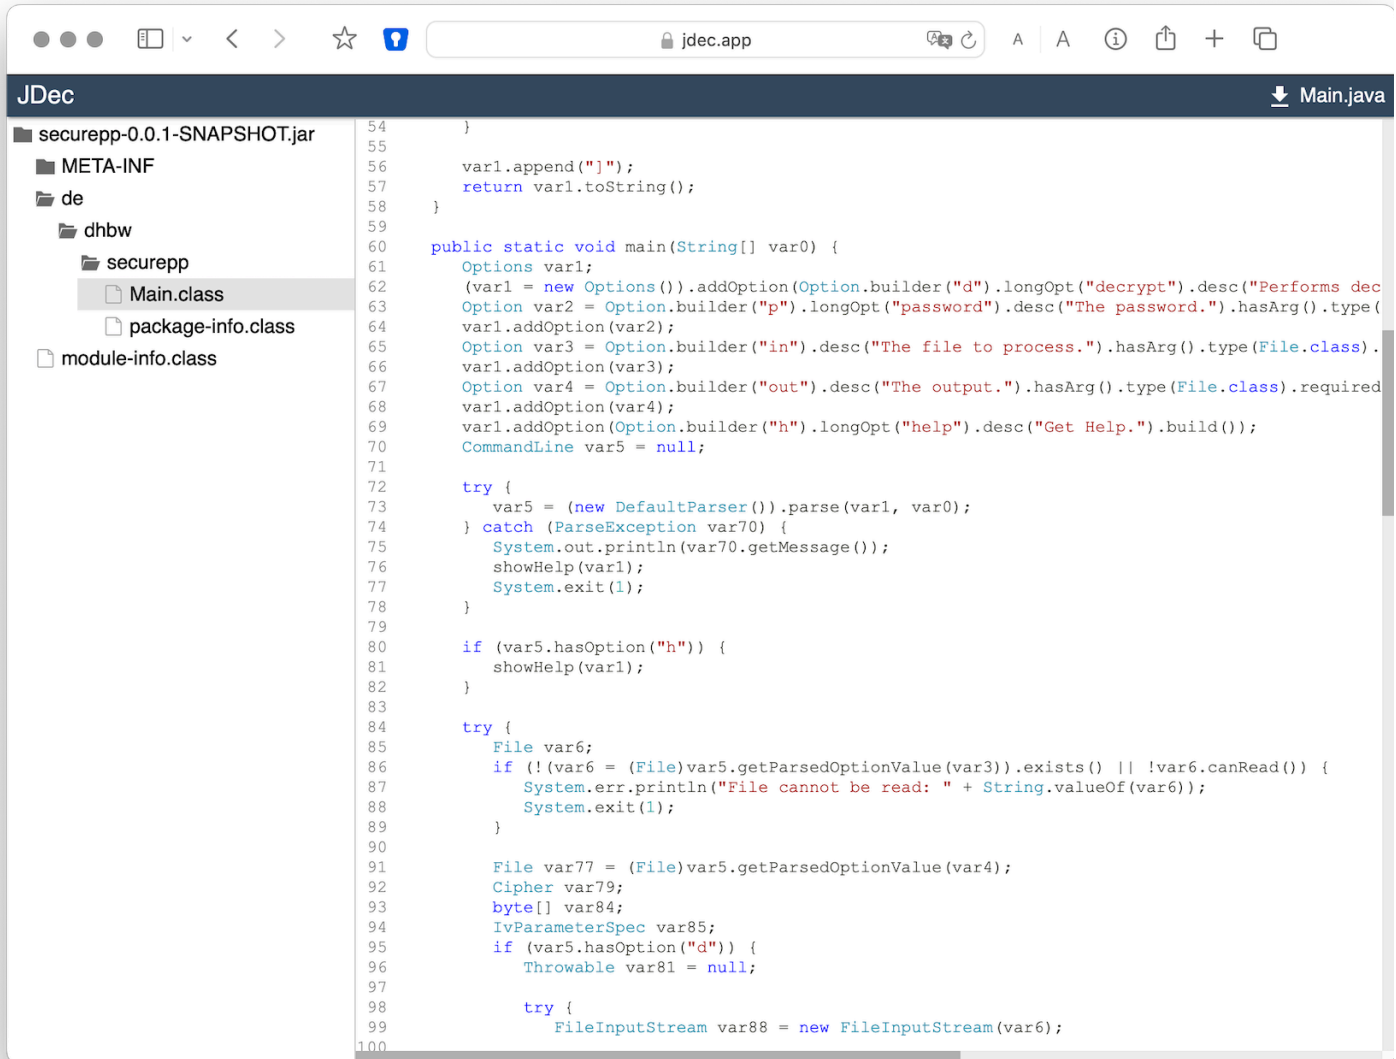 jdec.app
A A
JDec
Main.java
securepp-0.0.1-SNAPSHOT.jar
META-INF
de
dhbw
securepp
Main.class
package-info.class
module-info.class
54 }
55
56 var1.append("]");
57 return var1.toString();
58 }
59
60 public static void main(String[] var0) {
61 Options var1;
62 (var1 = new Options()).addOption(Option.builder("d").longOpt("decrypt").desc("Performs dec
63 Option var2 = Option.builder("p").longOpt("password").desc("The password.").hasArg().type(
64 var1.addOption(var2);
65 Option var3 = Option.builder("in").desc("The file to process.").hasArg().type(File.class).
66 var1.addOption(var3);
67 Option var4 = Option.builder("out").desc("The output.").hasArg().type(File.class).required
68 var1.addOption(var4);
69 var1.addOption(Option.builder("h").longOpt("help").desc("Get Help.").build());
70 CommandLine var5 = null;
71
72 try {
73 var5 = (new DefaultParser()).parse(var1, var0);
74 } catch (ParseException var70) {
75 System.out.println(var70.getMessage());
76 showHelp(var1);
77 System.exit(1);
78 }
79
80 if (var5.hasOption("h")) {
81 showHelp(var1);
82 }
83
84 try {
85 File var6;
86 if (!(var6 = (File)var5.getParsedOptionValue(var3)).exists() || !var6.canRead()) {
87 System.err.println("File cannot be read: " + String.valueOf(var6));
88 System.exit(1);
89 }
90
91 File var77 = (File)var5.getParsedOptionValue(var4);
92 Cipher var79;
93 byte[] var84;
94 IvParameterSpec var85;
95 if (var5.hasOption("d")) {
96 Throwable var81 = null;
97
98 try {
99 FileInputStream var88 = new FileInputStream(var6);
100